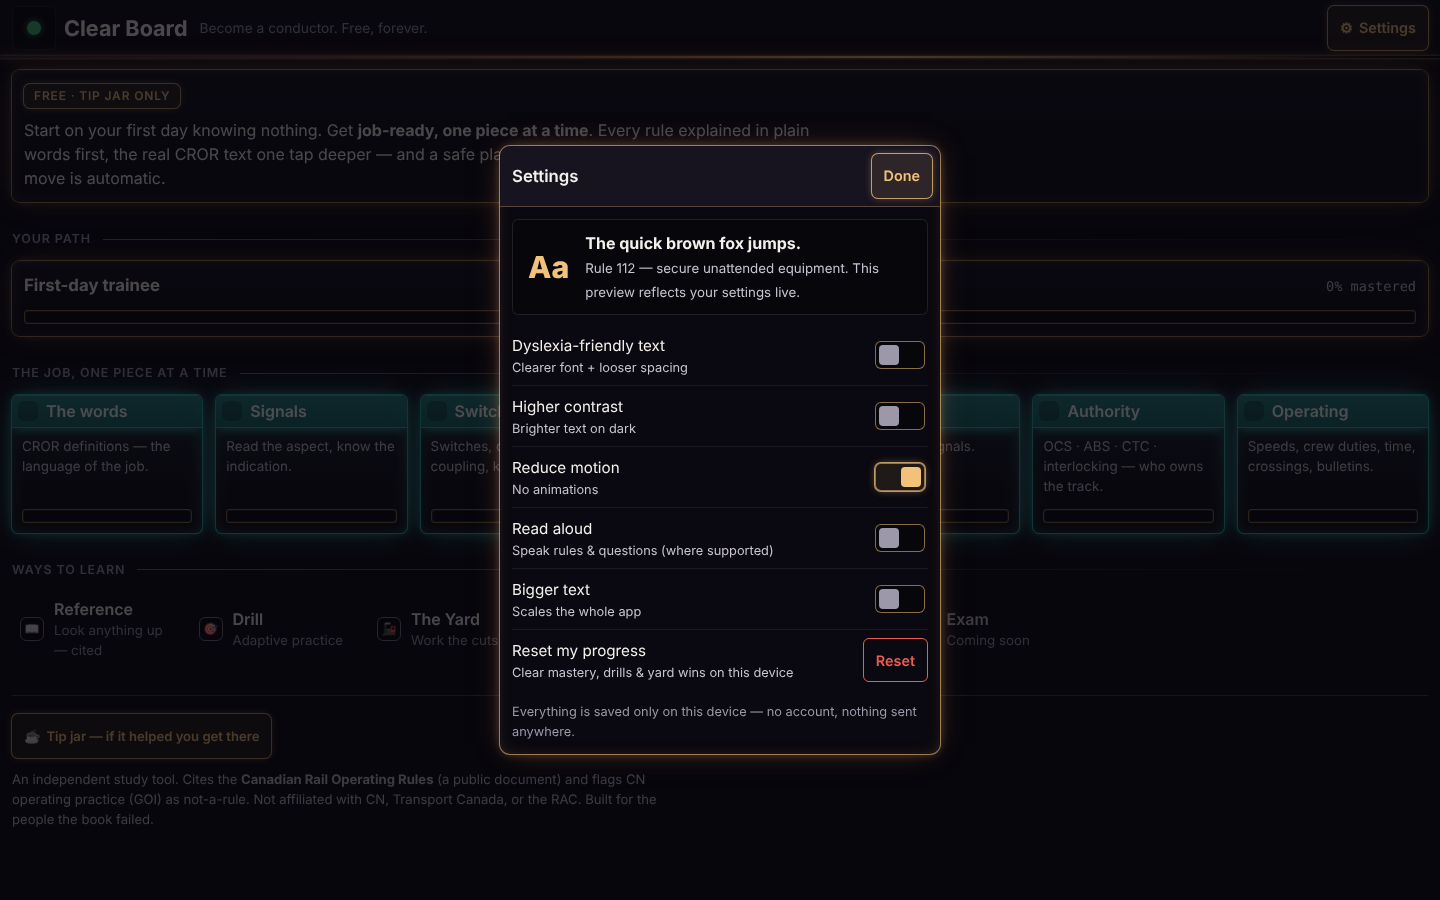 Clear Board
Become a conductor. Free, forever.
⚙ Settings
FREE · TIP JAR ONLY
Start on your first day knowing nothing. Get job-ready, one piece at a time. Every rule explained in plain
words first, the real CROR text one tap deeper — and a safe
move is automatic.
YOUR PATH
First-day trainee
0% mastered
THE JOB, ONE PIECE AT A TIME
The words
CROR definitions — the
language of the job.
Signals
Read the aspect, know the
indication.
Switches,
coupling,
Authority
OCS · ABS · CTC ·
interlocking — who owns
the track.
Operating
Speeds, crew duties, time,
crossings, bulletins.
WAYS TO LEARN
Reference
Look anything up
— cited
Drill
Adaptive practice
The Yard
Work the cuts
Exam
Coming soon
Tip jar — if it helped you get there
An independent study tool. Cites the Canadian Rail Operating Rules (a public document) and flags CN
operating practice (GOI) as not-a-rule. Not affiliated with CN, Transport Canada, or the RAC. Built for the
people the book failed.
Settings
Done
Aa
The quick brown fox jumps.
Rule 112 — secure unattended equipment. This
preview reflects your settings live.
Dyslexia-friendly text
Clearer font + looser spacing
Higher contrast
Brighter text on dark
Reduce motion
No animations
Read aloud
Speak rules & questions (where supported)
Bigger text
Scales the whole app
Reset my progress
Clear mastery, drills & yard wins on this device
Reset
Everything is saved only on this device — no account, nothing sent
anywhere.